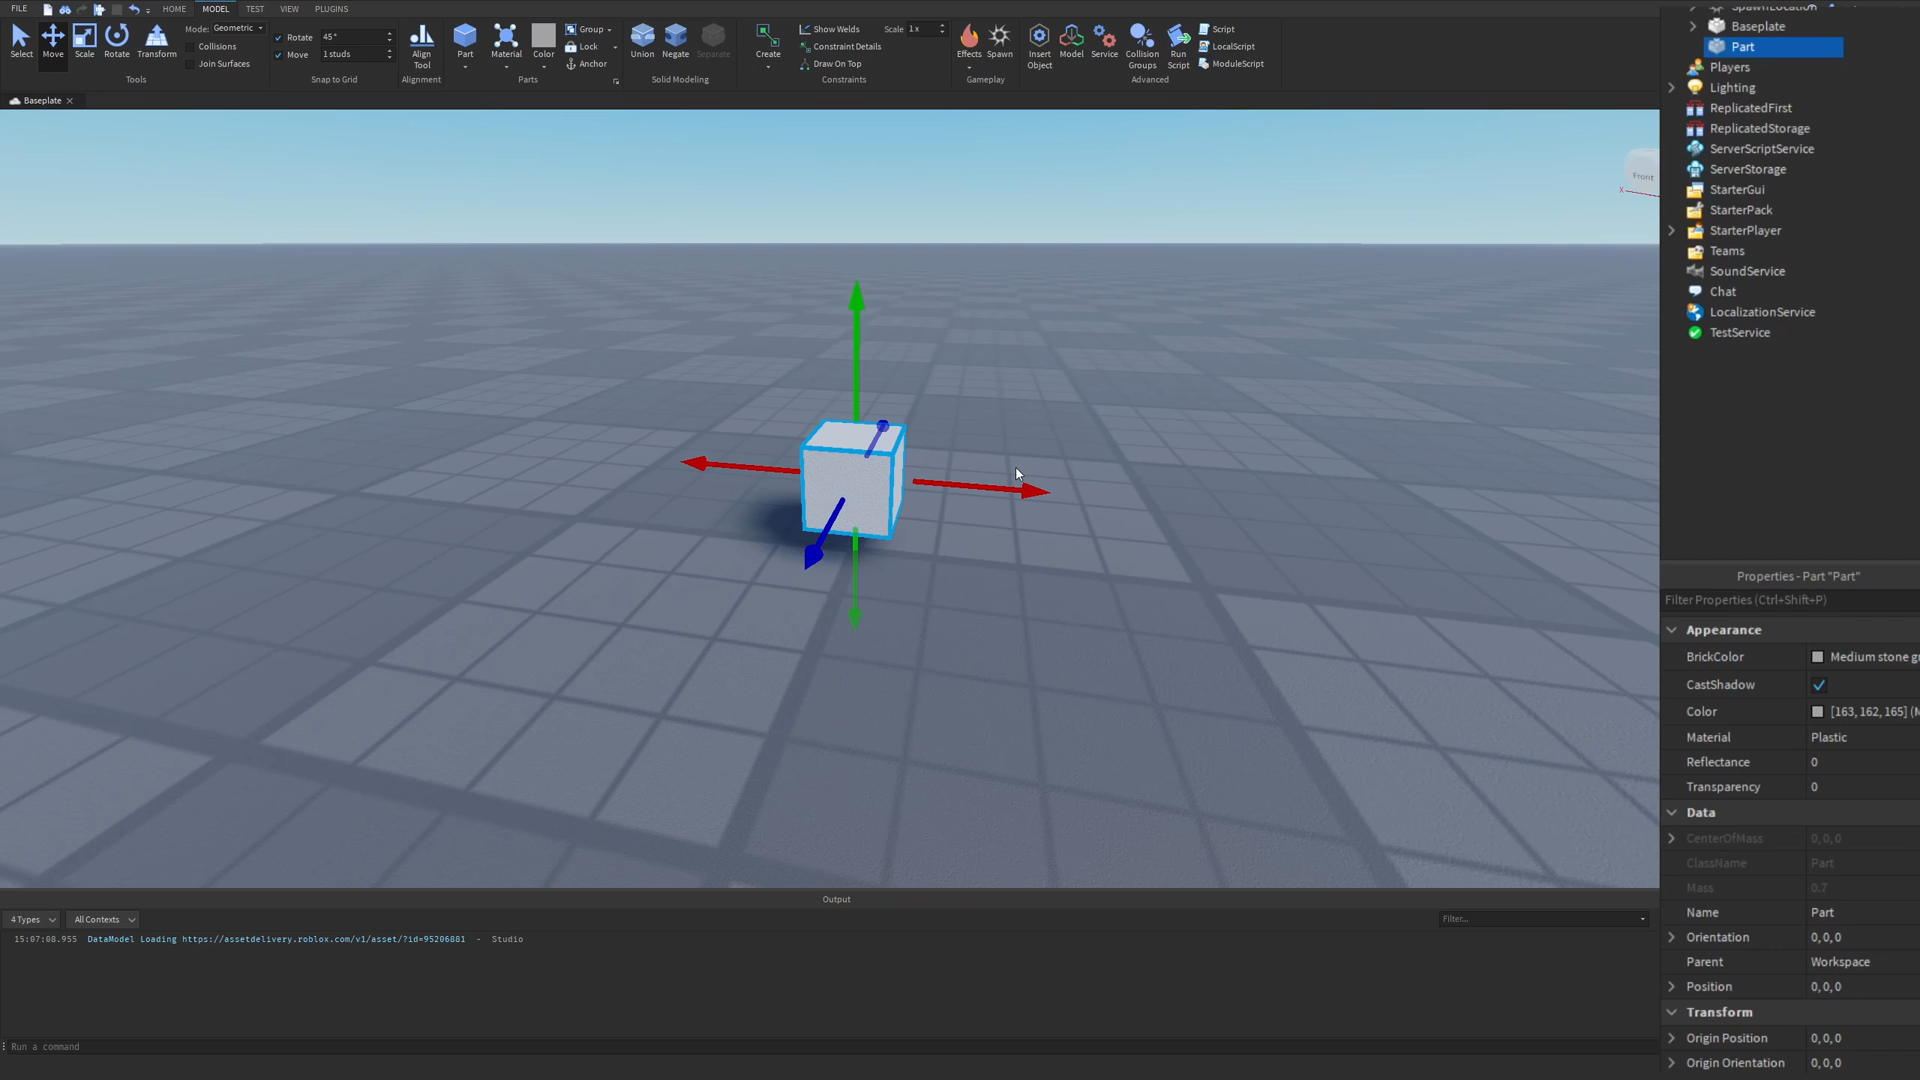 FILE
HOME
MODEL
TEST
VIEW
PLUGINS
Select
Move
Scale
Rotate
Transform
Mode: Geometric
Collisions
Join Surfaces
Tools
Rotate 45°
Move 1 studs
Snap to Grid
Align Tool
Alignment
Part
Material
Color
Group
Lock
Anchor
Parts
Union
Negate
Separate
Solid Modeling
Create
Show Welds
Constraint Details
Draw On Top
Scale 1x
Constraints
Effects
Spawn
Gameplay
Insert Object
Model
Service
Collision Groups
Run Script
Script
LocalScript
ModuleScript
Advanced
Baseplate
Front
X
SpawnLocation
Baseplate
Part
Players
Lighting
ReplicatedFirst
ReplicatedStorage
ServerScriptService
ServerStorage
StarterGui
StarterPack
StarterPlayer
Teams
SoundService
Chat
LocalizationService
TestService
Properties - Part "Part"
Filter Properties (Ctrl+Shift+P)
Appearance
BrickColor Medium stone gr
CastShadow
Color [163, 162, 165] (M
Material Plastic
Reflectance 0
Transparency 0
Data
CenterOfMass 0, 0, 0
ClassName Part
Mass 0.7
Name Part
Orientation 0, 0, 0
Parent Workspace
Position 0, 0, 0
Transform
Origin Position 0, 0, 0
Origin Orientation 0, 0, 0
Output
4 Types
All Contexts
Filter...
15:07:08.955 DataModel Loading https://assetdelivery.roblox.com/v1/asset/?id=95206881 - Studio
Run a command